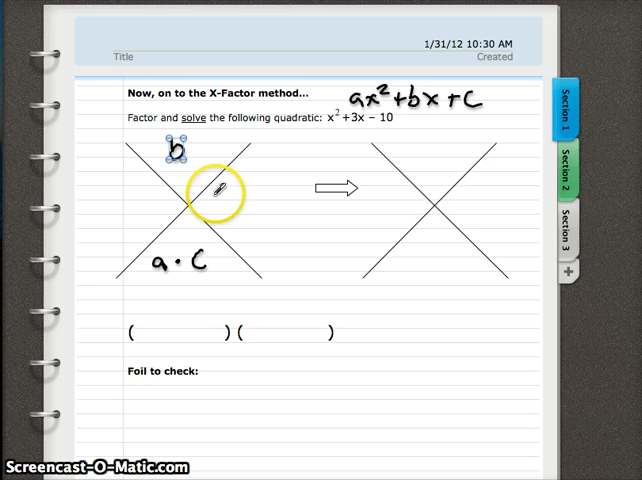 1/31/12 10:30 AM
Title Created
Now, on to the X-Factor method... ax²+bx+c
Factor and solve the following quadratic: x² +3x – 10
b
a · c
( ) ( )
Foil to check:
Section 1
Section 2
Section 3
+
Screencast-O-Matic.com